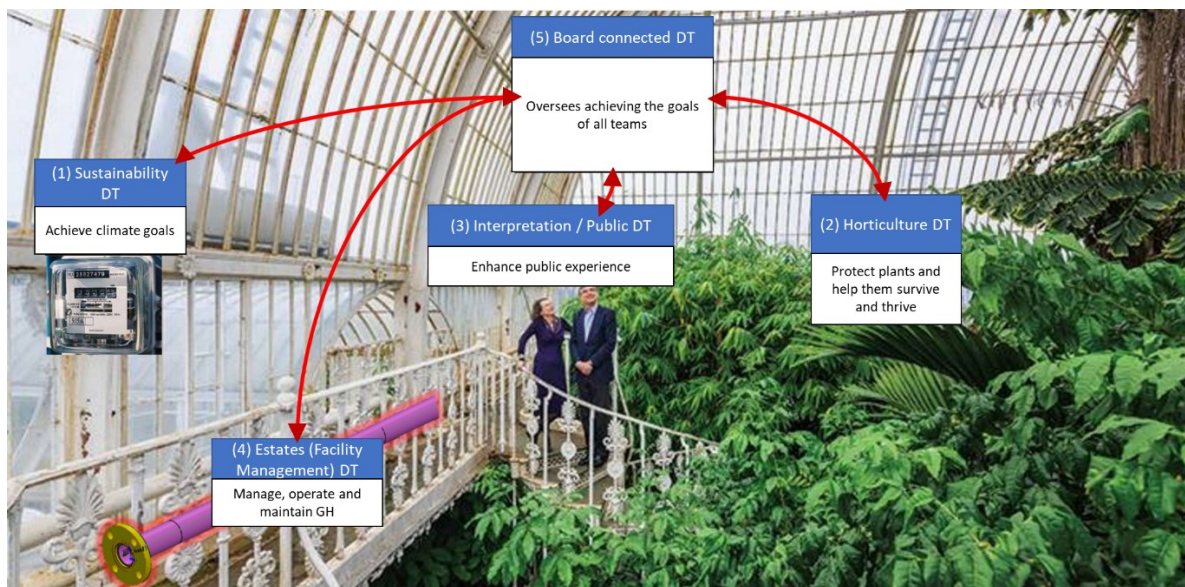 (5) Board connected DT
Oversees achieving the goals
of all teams
(1) Sustainability
DT
Achieve climate goals
(3) Interpretation / Public DT
Enhance public experience
(2) Horticulture DT
Protect plants and
help them survive
and thrive
(4) Estates (Facility
Management) DT
Manage, operate and
maintain GH